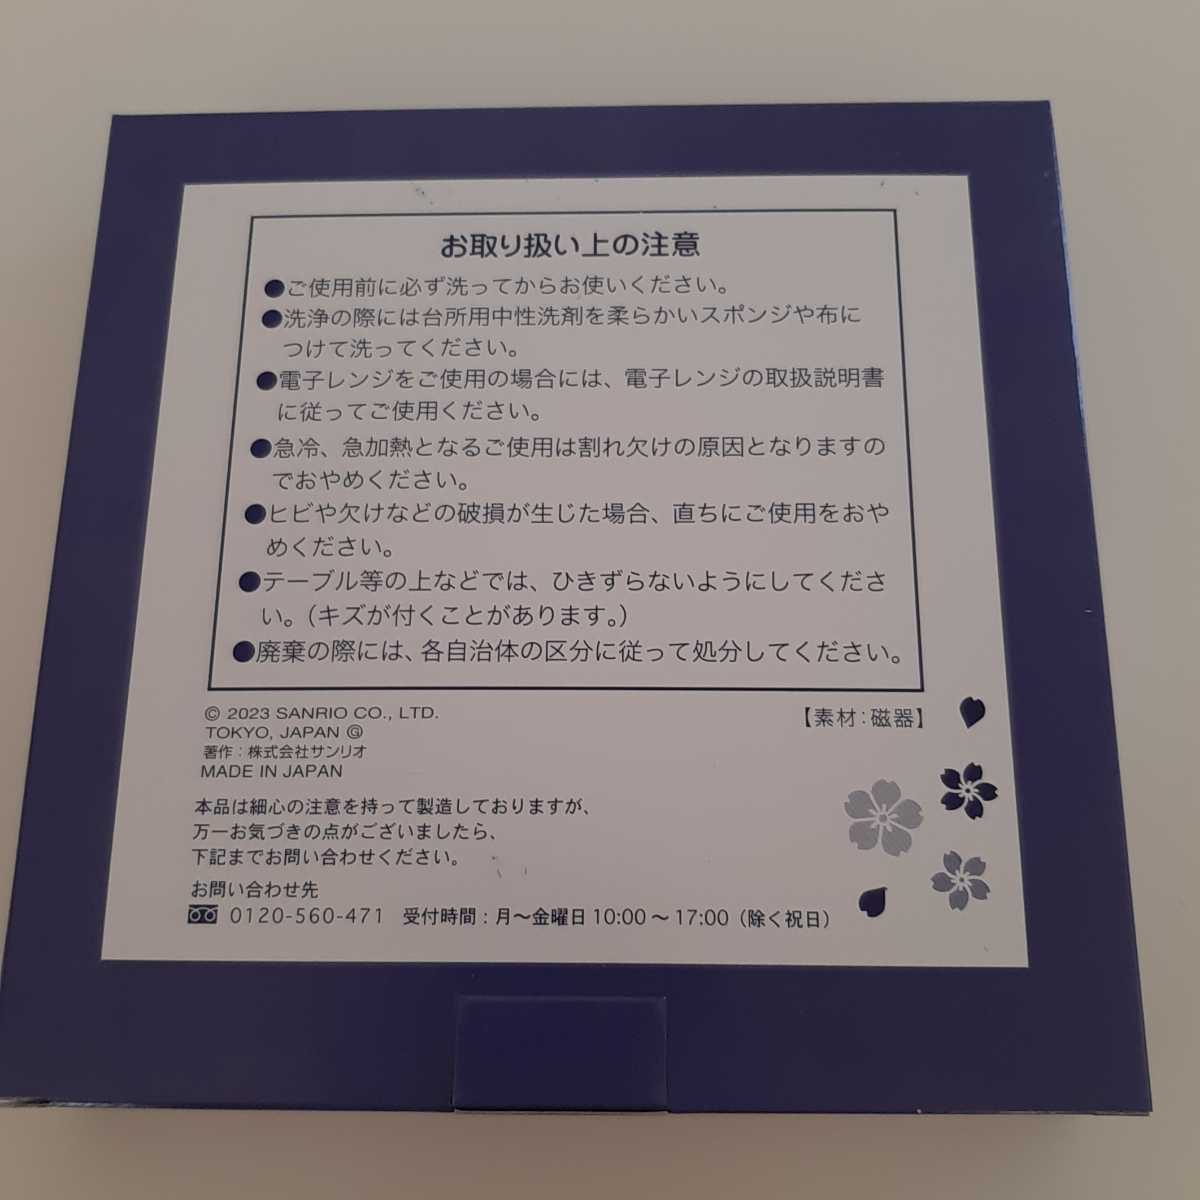 お取り扱い上の注意
●ご使用前に必ず洗ってからお使いください。
●洗浄の際には台所用中性洗剤を柔らかいスポンジや布に
つけて洗ってください。
●電子レンジをご使用の場合には、電子レンジの取扱説明書
に従ってご使用ください。
●急冷、急加熱となるご使用は割れ欠けの原因となりますの
でおやめください。
●ヒビや欠けなどの破損が生じた場合、直ちにご使用をおや
めください。
●テーブル等の上などでは、ひきずらないようにしてくださ
い。（キズが付くことがあります。）
●廃棄の際には、各自治体の区分に従って処分してください。
© 2023 SANRIO CO., LTD.
TOKYO, JAPAN Ⓖ
著作：株式会社サンリオ
MADE IN JAPAN
【素材：磁器】
本品は細心の注意を持って製造しておりますが、
万一お気づきの点がございましたら、
下記までお問い合わせください。
お問い合わせ先
0120-560-471 受付時間：月〜金曜日 10:00 〜 17:00（除く祝日）